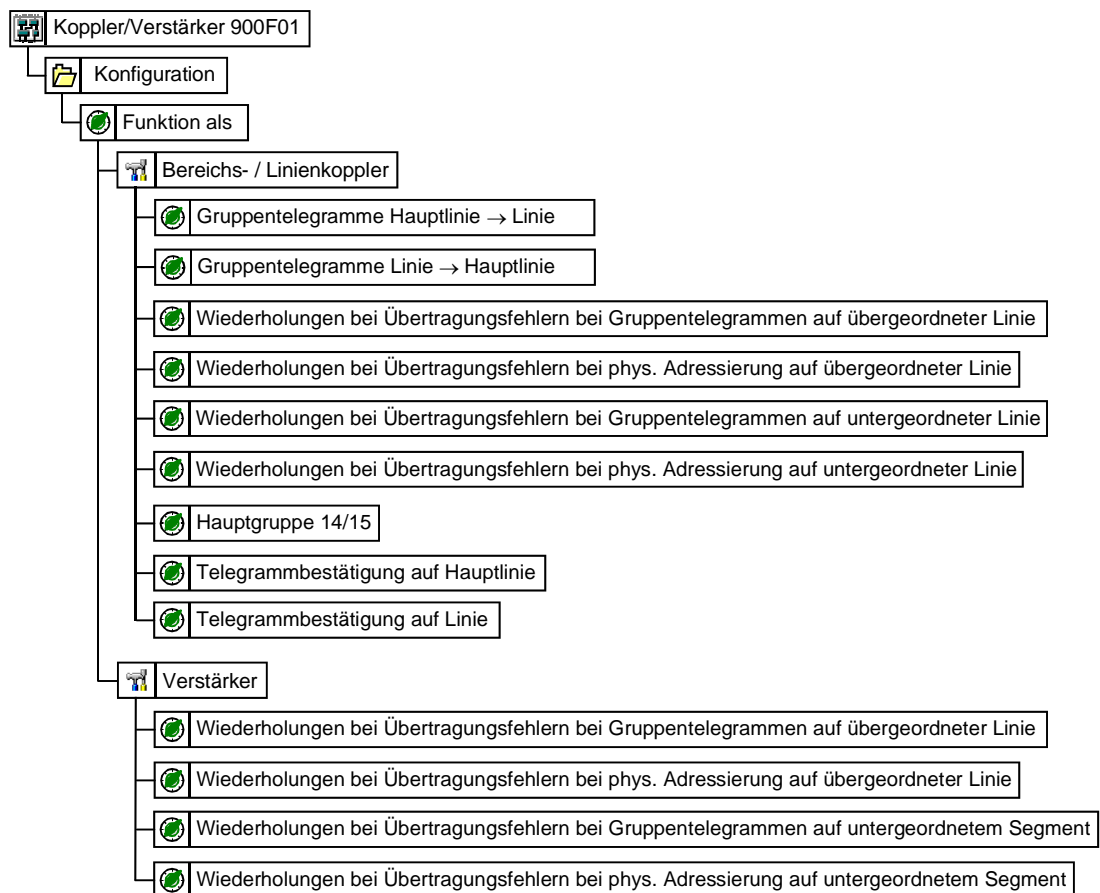 Koppler/Verstärker 900F01
Konfiguration
Funktion als
Bereichs- / Linienkoppler
Gruppentelegramme Hauptlinie → Linie
Gruppentelegramme Linie → Hauptlinie
Wiederholungen bei Übertragungsfehlern bei Gruppentelegrammen auf übergeordneter Linie
Wiederholungen bei Übertragungsfehlern bei phys. Adressierung auf übergeordneter Linie
Wiederholungen bei Übertragungsfehlern bei Gruppentelegrammen auf untergeordneter Linie
Wiederholungen bei Übertragungsfehlern bei phys. Adressierung auf untergeordneter Linie
Hauptgruppe 14/15
Telegrammbestätigung auf Hauptlinie
Telegrammbestätigung auf Linie
Verstärker
Wiederholungen bei Übertragungsfehlern bei Gruppentelegrammen auf übergeordneter Linie
Wiederholungen bei Übertragungsfehlern bei phys. Adressierung auf übergeordneter Linie
Wiederholungen bei Übertragungsfehlern bei Gruppentelegrammen auf untergeordnetem Segment
Wiederholungen bei Übertragungsfehlern bei phys. Adressierung auf untergeordnetem Segment